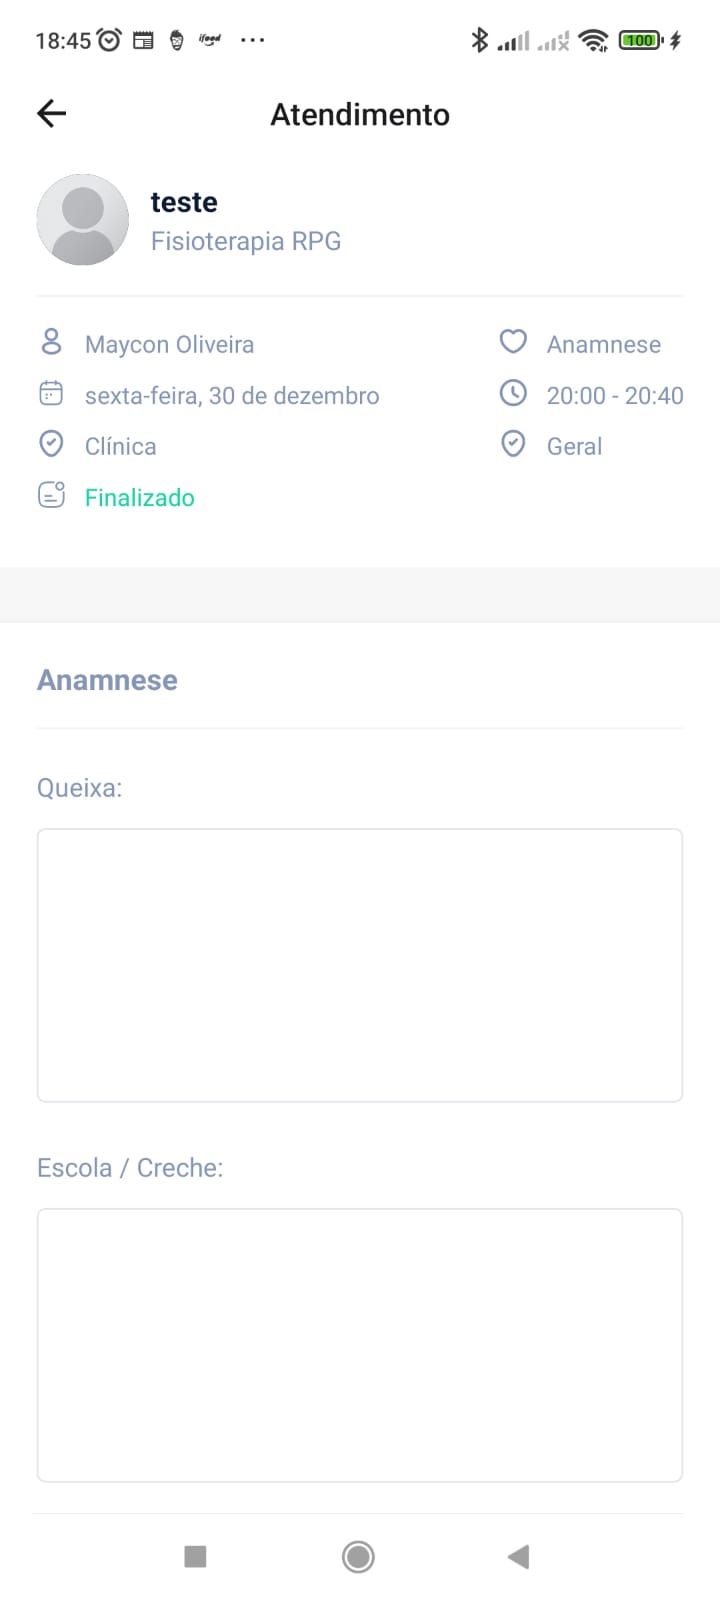 18:45 ifood ... 100
Atendimento
teste
Fisioterapia RPG
Maycon Oliveira Anamnese
sexta-feira, 30 de dezembro 20:00 - 20:40
Clínica Geral
Finalizado
Anamnese
Queixa:
Escola / Creche: